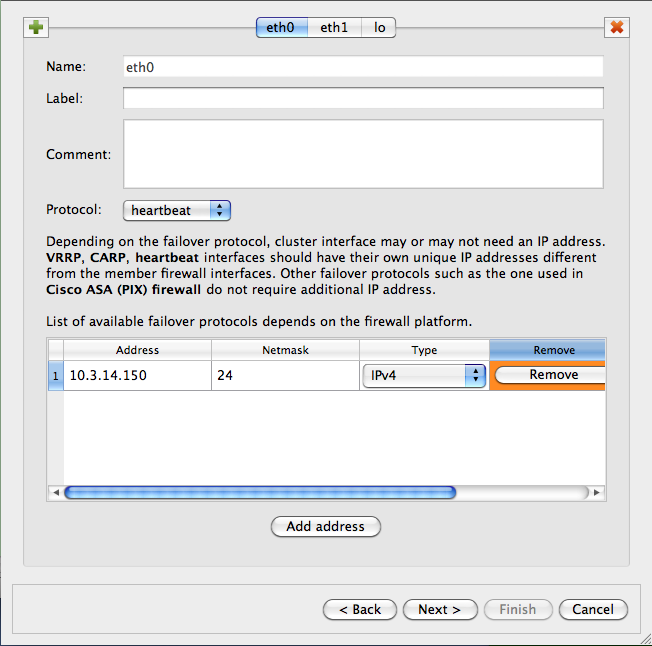 eth0 eth1 lo
Name: eth0
Label:
Comment:
Protocol: heartbeat
Depending on the failover protocol, cluster interface may or may not need an IP address.
VRRP, CARP, heartbeat interfaces should have their own unique IP addresses different
from the member firewall interfaces. Other failover protocols such as the one used in
Cisco ASA (PIX) firewall do not require additional IP address.
List of available failover protocols depends on the firewall platform.
Address Netmask Type Remove
1 10.3.14.150 24 IPv4 Remove
Add address
< Back Next > Finish Cancel